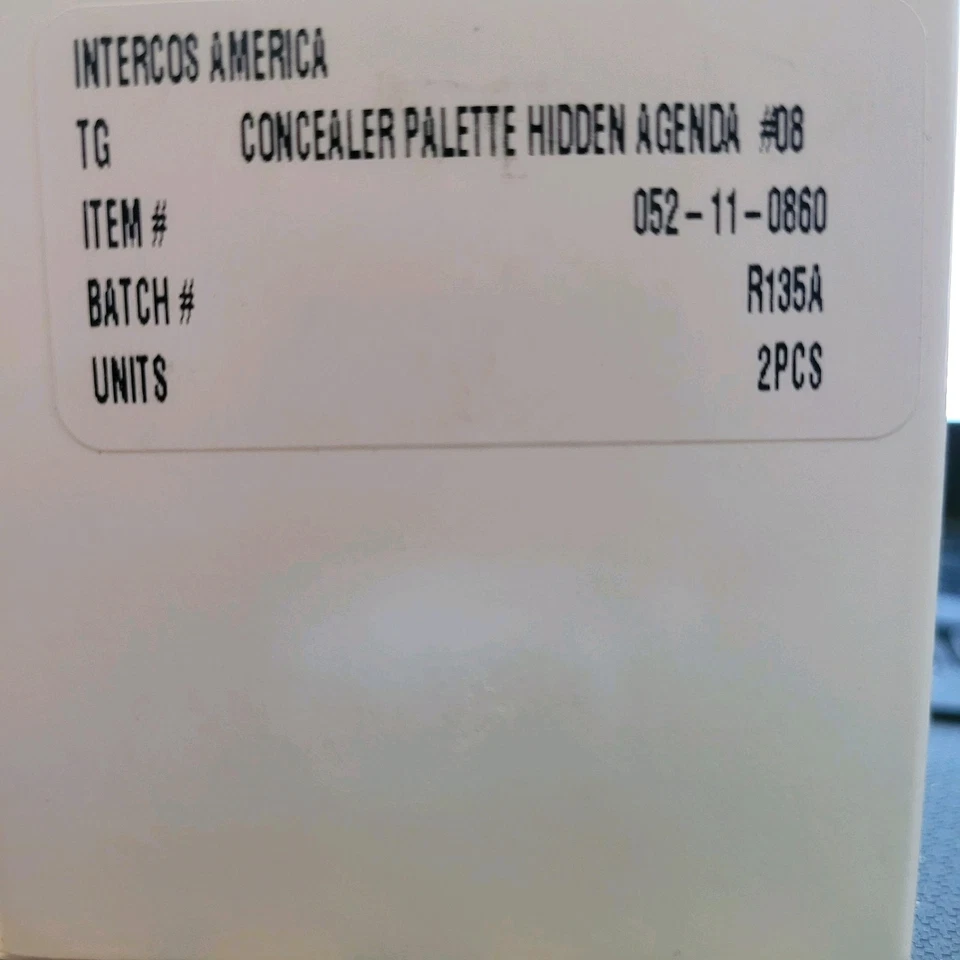 INTERCOS AMERICA
TG CONCEALER PALETTE HIDDEN AGENDA #08
ITEM # 052-11-0860
BATCH # R135A
UNITS 2PCS